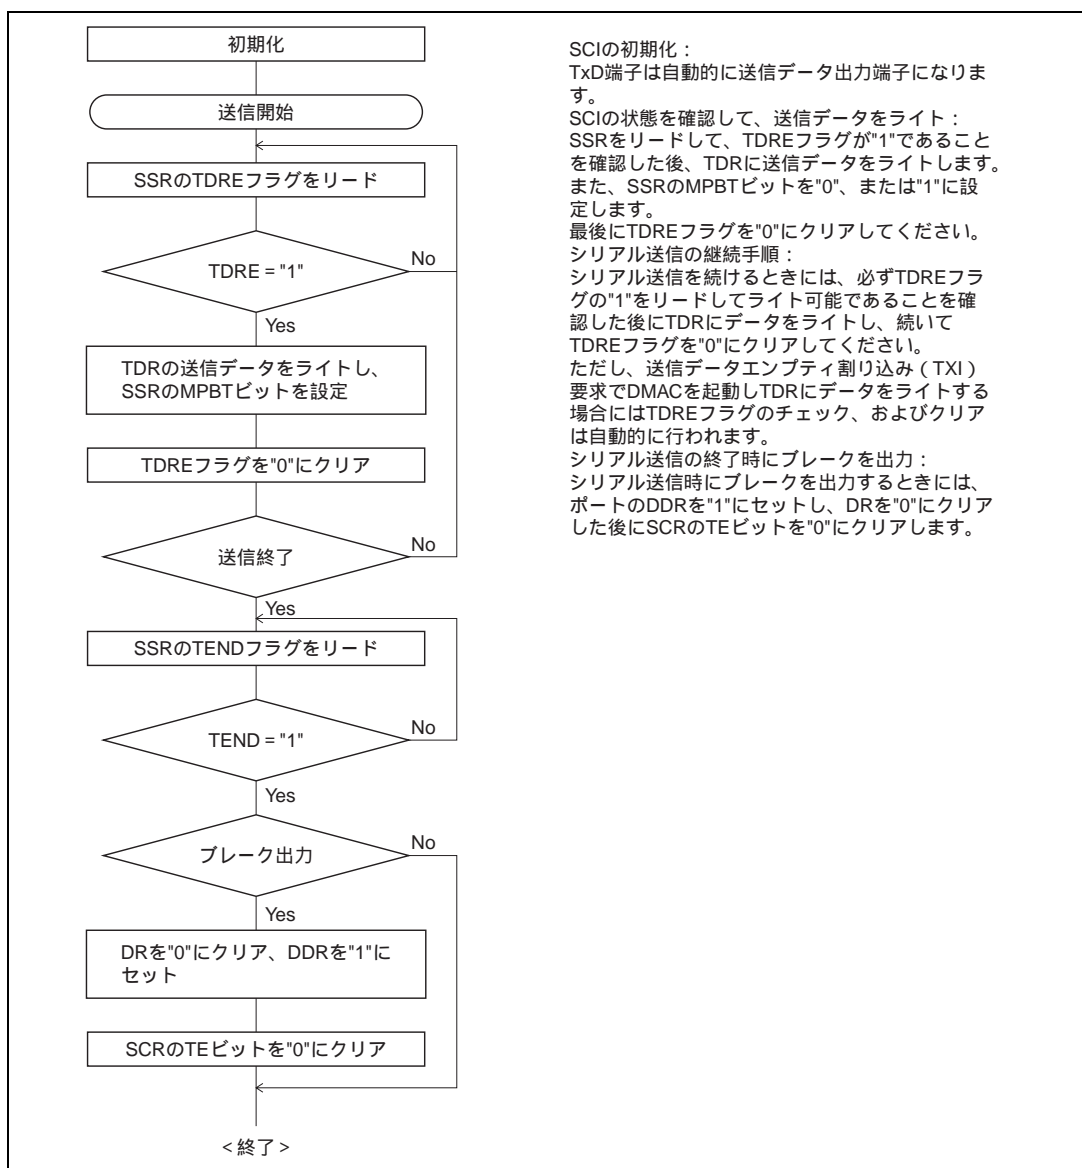 初期化
送信開始
SSRのTDREフラグをリード
TDRE = "1"
No
Yes
TDRの送信データをライトし、
SSRのMPBTビットを設定
TDREフラグを"0"にクリア
送信終了
No
Yes
SSRのTENDフラグをリード
TEND = "1"
No
Yes
ブレーク出力
No
Yes
DRを"0"にクリア、DDRを"1"に
セット
SCRのTEビットを"0"にクリア
<終了>
SCIの初期化：
TxD端子は自動的に送信データ出力端子になりま
す。
SCIの状態を確認して、送信データをライト：
SSRをリードして、TDREフラグが"1"であること
を確認した後、TDRに送信データをライトします。
また、SSRのMPBTビットを"0"、または"1"に設
定します。
最後にTDREフラグを"0"にクリアしてください。
シリアル送信の継続手順：
シリアル送信を続けるときには、必ずTDREフラ
グの"1"をリードしてライト可能であることを確
認した後にTDRにデータをライトし、続いて
TDREフラグを"0"にクリアしてください。
ただし、送信データエンプティ割り込み（TXI）
要求でDMACを起動しTDRにデータをライトする
場合にはTDREフラグのチェック、およびクリア
は自動的に行われます。
シリアル送信の終了時にブレークを出力：
シリアル送信時にブレークを出力するときには、
ポートのDDRを"1"にセットし、DRを"0"にクリア
した後にSCRのTEビットを"0"にクリアします。